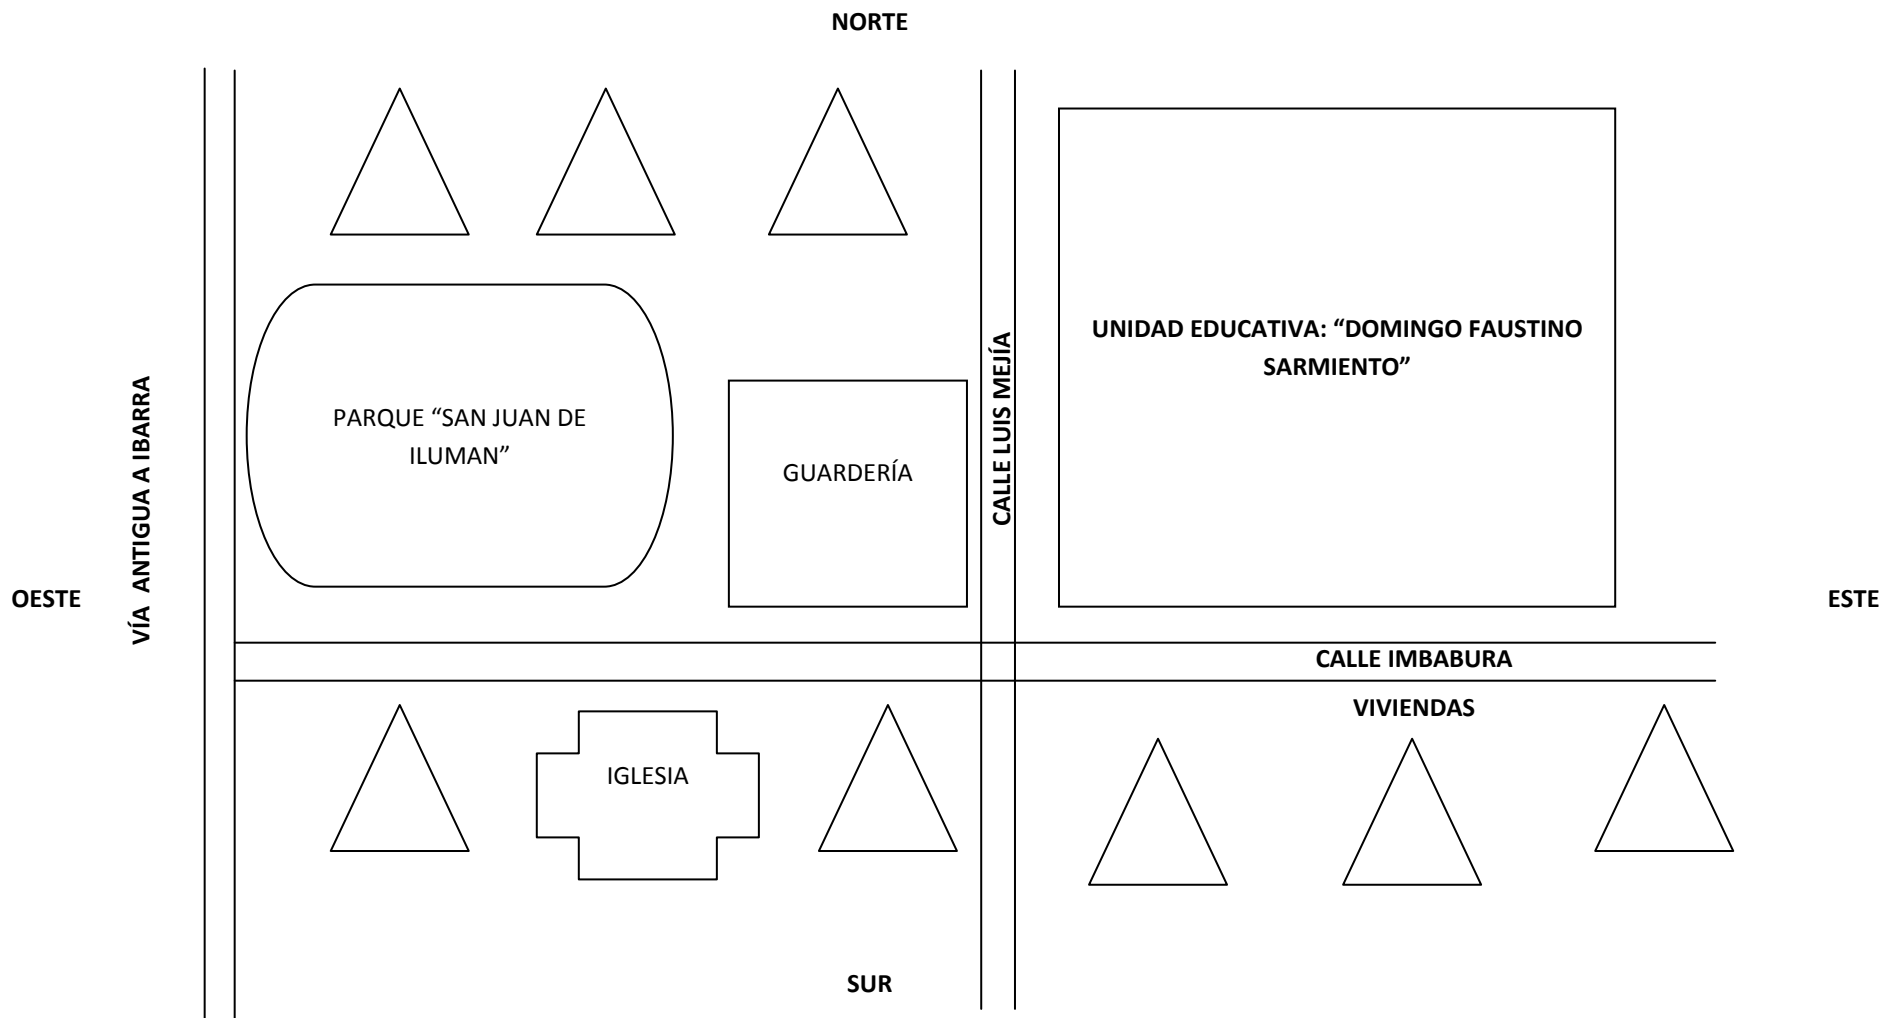 NORTE
UNIDAD EDUCATIVA: “DOMINGO FAUSTINO
SARMIENTO”
CALLE LUIS MEJÍA
VÍA ANTIGUA A IBARRA
PARQUE “SAN JUAN DE
ILUMAN”
GUARDERÍA
OESTE
ESTE
CALLE IMBABURA
VIVIENDAS
IGLESIA
SUR